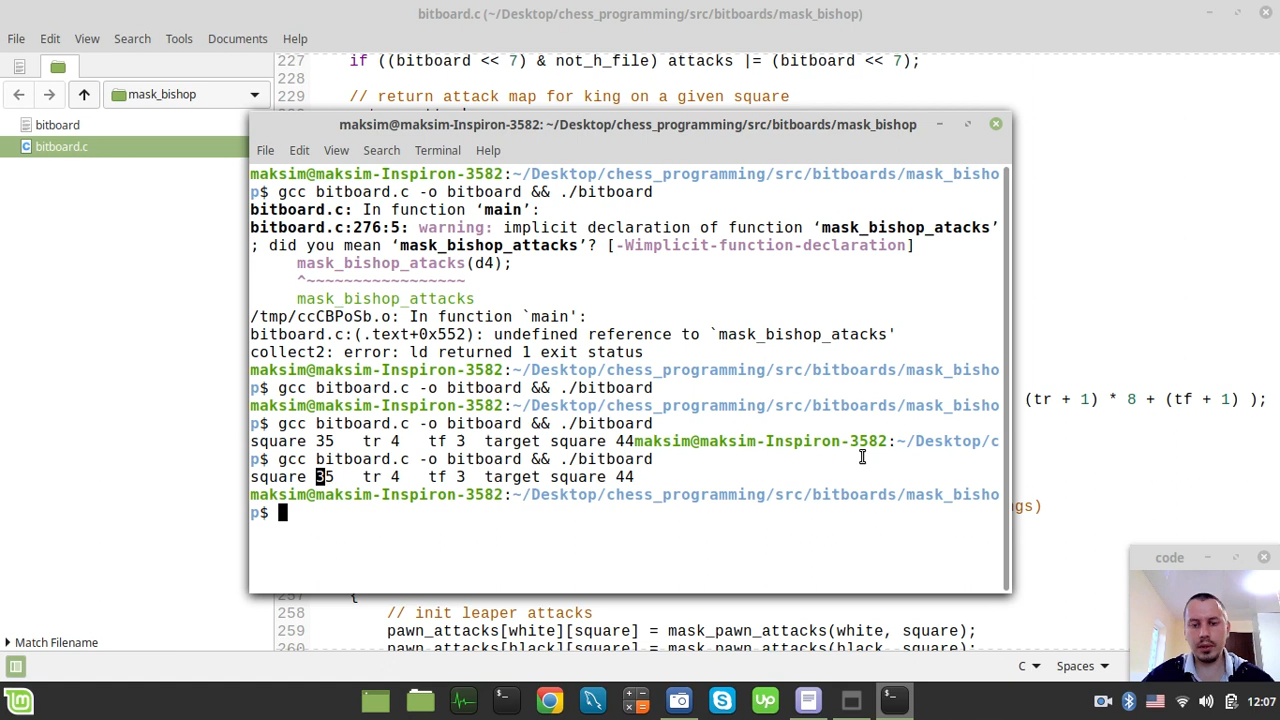 bitboard.c (~/Desktop/chess_programming/src/bitboards/mask_bishop)
File Edit View Search Tools Documents Help
mask_bishop
bitboard
bitboard.c
227 if ((bitboard << 7) & not_h_file) attacks |= (bitboard << 7);
228
229 // return attack map for king on a given square
maksim@maksim-Inspiron-3582: ~/Desktop/chess_programming/src/bitboards/mask_bishop
File Edit View Search Terminal Help
maksim@maksim-Inspiron-3582:~/Desktop/chess_programming/src/bitboards/mask_bisho
p$ gcc bitboard.c -o bitboard && ./bitboard
bitboard.c: In function ‘main’:
bitboard.c:276:5: warning: implicit declaration of function ‘mask_bishop_atacks’
; did you mean ‘mask_bishop_attacks’? [-Wimplicit-function-declaration]
mask_bishop_atacks(d4);
^~~~~~~~~~~~~~~~~~
mask_bishop_attacks
/tmp/ccCBPoSb.o: In function `main':
bitboard.c:(.text+0x552): undefined reference to `mask_bishop_atacks'
collect2: error: ld returned 1 exit status
maksim@maksim-Inspiron-3582:~/Desktop/chess_programming/src/bitboards/mask_bisho
p$ gcc bitboard.c -o bitboard && ./bitboard
maksim@maksim-Inspiron-3582:~/Desktop/chess_programming/src/bitboards/mask_bisho
p$ gcc bitboard.c -o bitboard && ./bitboard
square 35 tr 4 tf 3 target square 44maksim@maksim-Inspiron-3582:~/Desktop/c
p$ gcc bitboard.c -o bitboard && ./bitboard
square 35 tr 4 tf 3 target square 44
maksim@maksim-Inspiron-3582:~/Desktop/chess_programming/src/bitboards/mask_bisho
p$
(tr + 1) * 8 + (tf + 1) );
gs)
code
{
258 // init leaper attacks
259 pawn_attacks[white][square] = mask_pawn_attacks(white, square);
260 pawn_attacks[black][square] = mask_pawn_attacks(black, square);
Match Filename
C Spaces
12:07